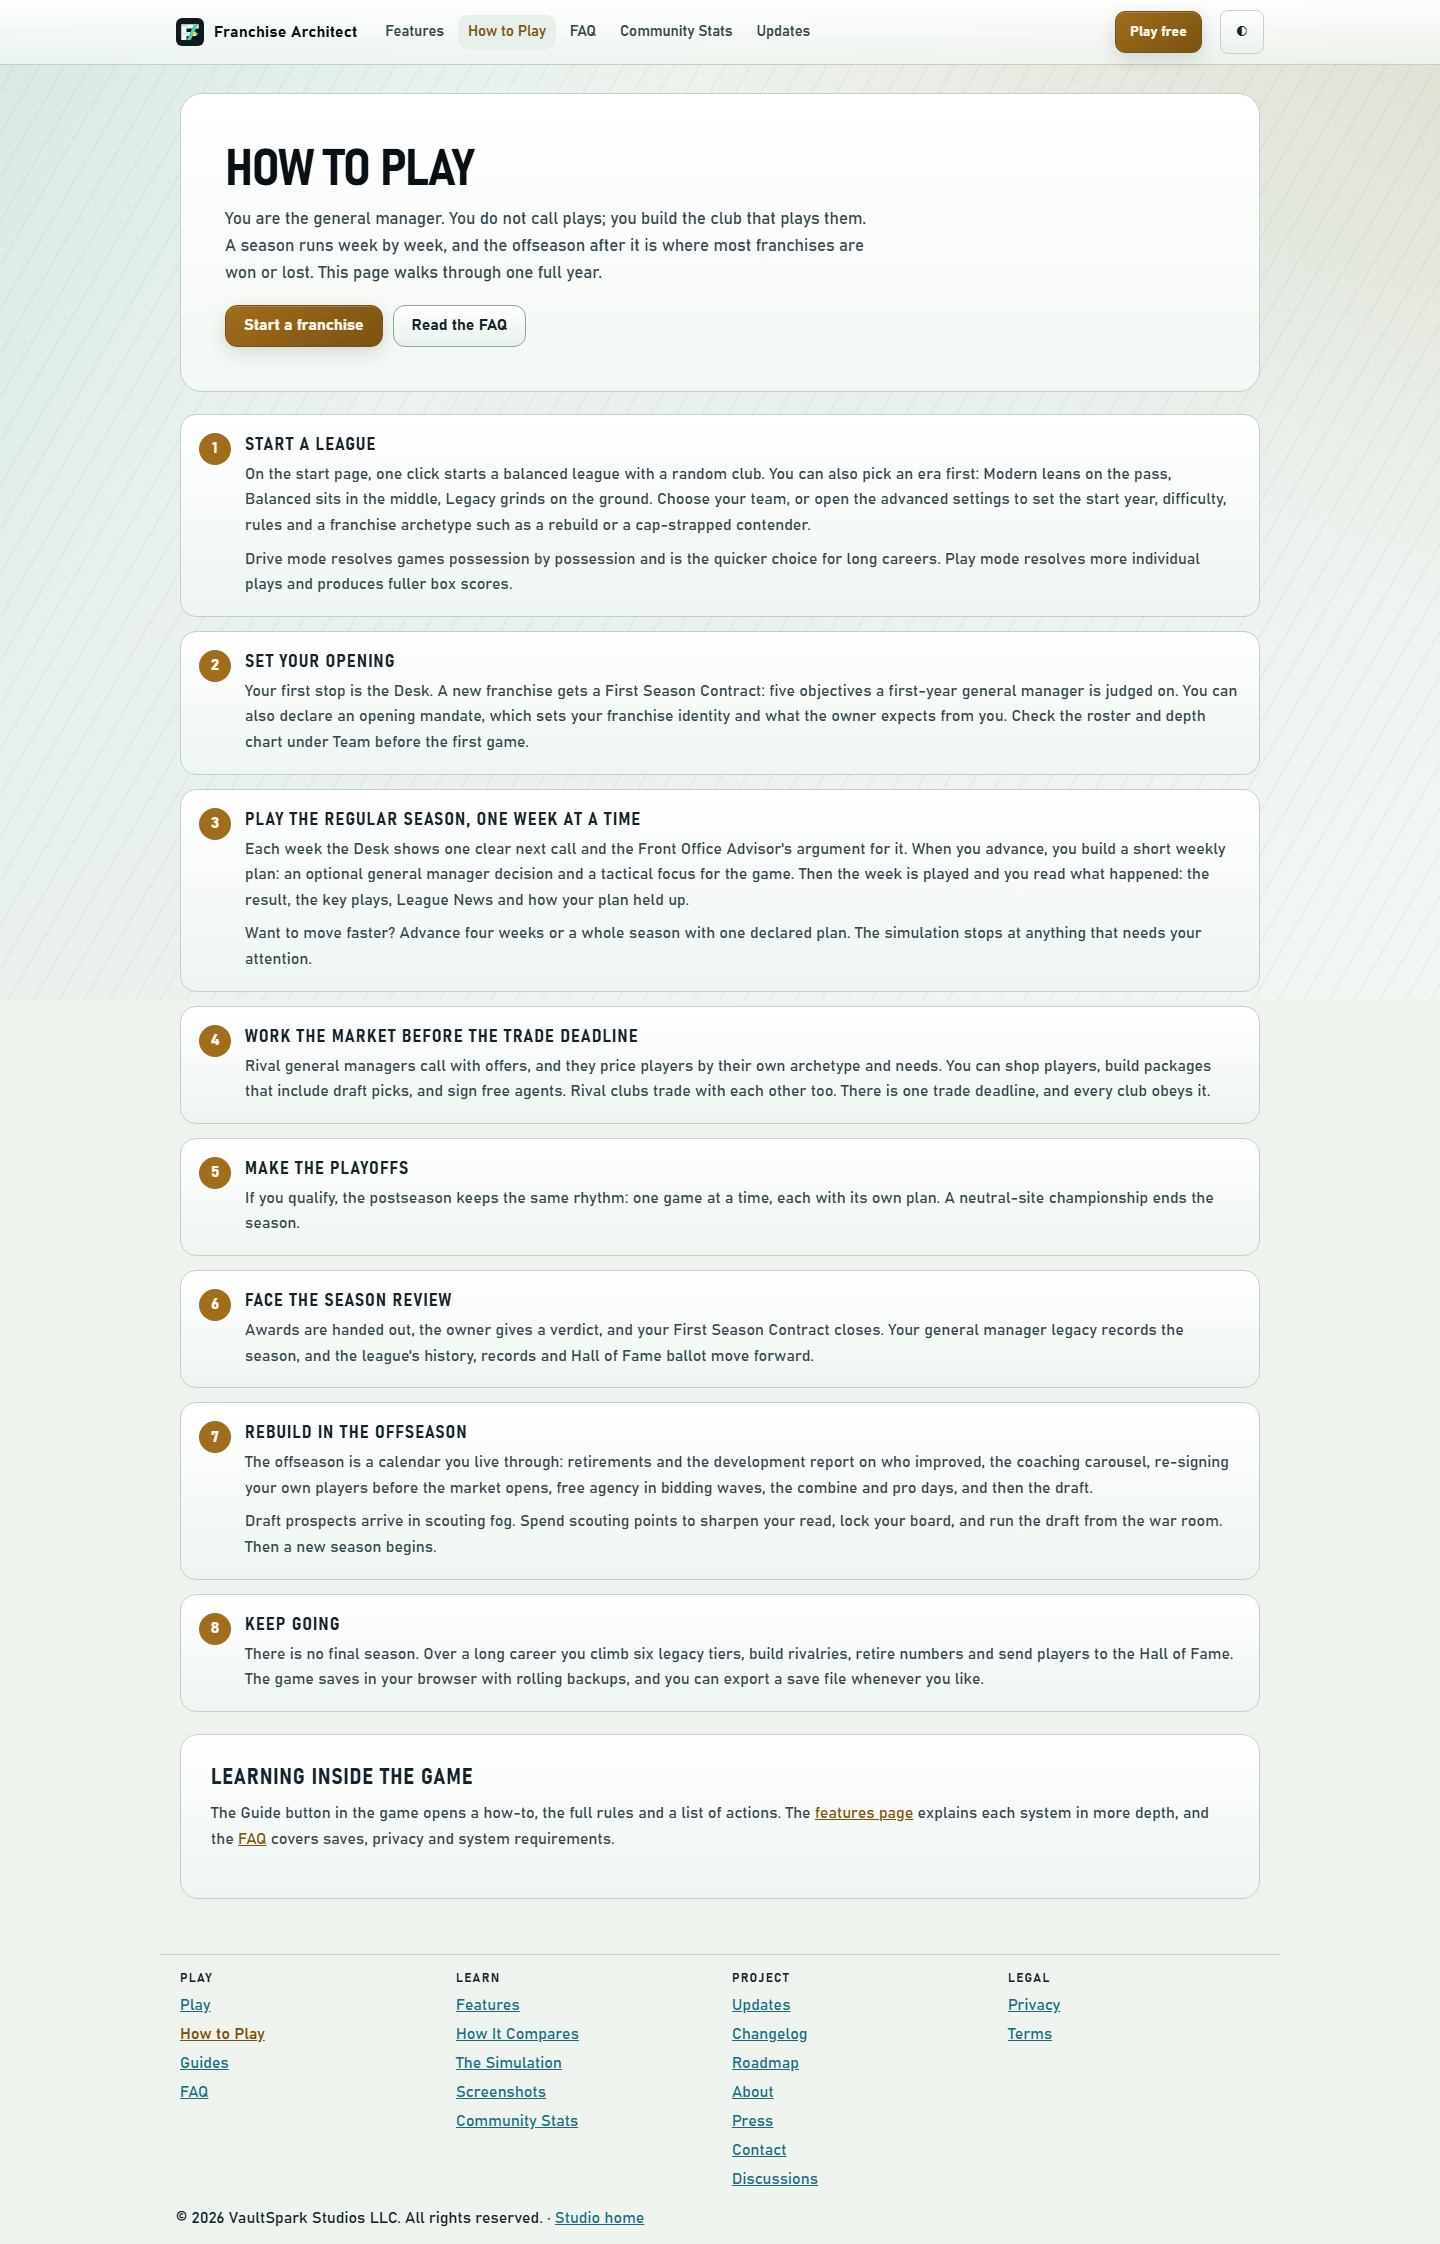 Franchise Architect Features How to Play FAQ Community Stats Updates Play free
HOW TO PLAY
You are the general manager. You do not call plays; you build the club that plays them.
A season runs week by week, and the offseason after it is where most franchises are
won or lost. This page walks through one full year.
Start a franchise Read the FAQ
1 START A LEAGUE
On the start page, one click starts a balanced league with a random club. You can also pick an era first: Modern leans on the pass,
Balanced sits in the middle, Legacy grinds on the ground. Choose your team, or open the advanced settings to set the start year, difficulty,
rules and a franchise archetype such as a rebuild or a cap-strapped contender.
Drive mode resolves games possession by possession and is the quicker choice for long careers. Play mode resolves more individual
plays and produces fuller box scores.
2 SET YOUR OPENING
Your first stop is the Desk. A new franchise gets a First Season Contract: five objectives a first-year general manager is judged on. You can
also declare an opening mandate, which sets your franchise identity and what the owner expects from you. Check the roster and depth
chart under Team before the first game.
3 PLAY THE REGULAR SEASON, ONE WEEK AT A TIME
Each week the Desk shows one clear next call and the Front Office Advisor's argument for it. When you advance, you build a short weekly
plan: an optional general manager decision and a tactical focus for the game. Then the week is played and you read what happened: the
result, the key plays, League News and how your plan held up.
Want to move faster? Advance four weeks or a whole season with one declared plan. The simulation stops at anything that needs your
attention.
4 WORK THE MARKET BEFORE THE TRADE DEADLINE
Rival general managers call with offers, and they price players by their own archetype and needs. You can shop players, build packages
that include draft picks, and sign free agents. Rival clubs trade with each other too. There is one trade deadline, and every club obeys it.
5 MAKE THE PLAYOFFS
If you qualify, the postseason keeps the same rhythm: one game at a time, each with its own plan. A neutral-site championship ends the
season.
6 FACE THE SEASON REVIEW
Awards are handed out, the owner gives a verdict, and your First Season Contract closes. Your general manager legacy records the
season, and the league's history, records and Hall of Fame ballot move forward.
7 REBUILD IN THE OFFSEASON
The offseason is a calendar you live through: retirements and the development report on who improved, the coaching carousel, re-signing
your own players before the market opens, free agency in bidding waves, the combine and pro days, and then the draft.
Draft prospects arrive in scouting fog. Spend scouting points to sharpen your read, lock your board, and run the draft from the war room.
Then a new season begins.
8 KEEP GOING
There is no final season. Over a long career you climb six legacy tiers, build rivalries, retire numbers and send players to the Hall of Fame.
The game saves in your browser with rolling backups, and you can export a save file whenever you like.
LEARNING INSIDE THE GAME
The Guide button in the game opens a how-to, the full rules and a list of actions. The features page explains each system in more depth, and
the FAQ covers saves, privacy and system requirements.
PLAY
Play
How to Play
Guides
FAQ
LEARN
Features
How It Compares
The Simulation
Screenshots
Community Stats
PROJECT
Updates
Changelog
Roadmap
About
Press
Contact
Discussions
LEGAL
Privacy
Terms
© 2026 VaultSpark Studios LLC. All rights reserved. · Studio home